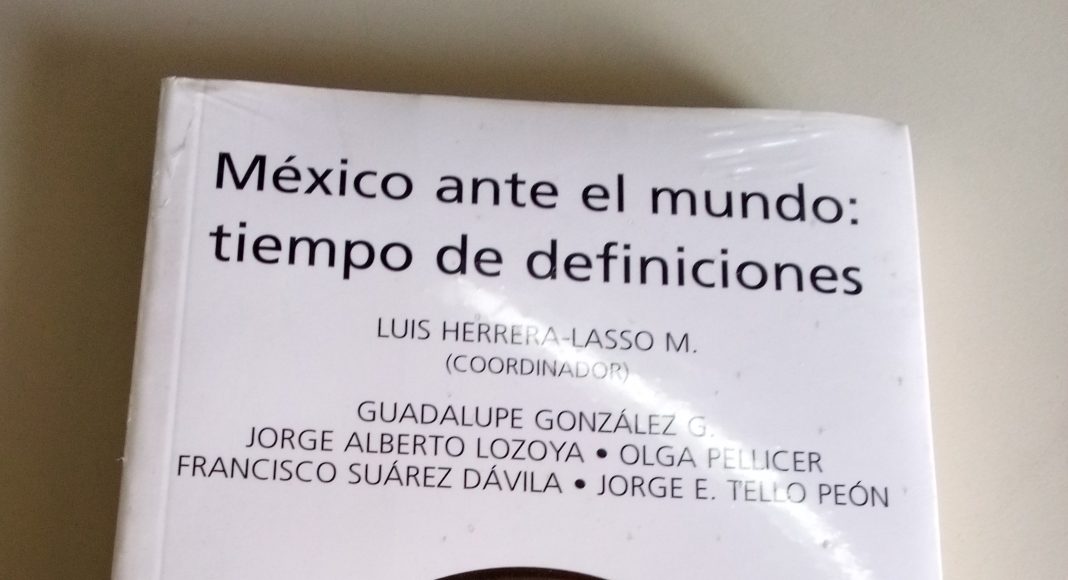 México ante el mundo:
tiempo de definiciones
LUIS HERRERA-LASSO M.
(COORDINADOR)
GUADALUPE GONZÁLEZ G.
JORGE ALBERTO LOZOYA • OLGA PELLICER
FRANCISCO SUÁREZ DÁVILA • JORGE E. TELLO PEÓN